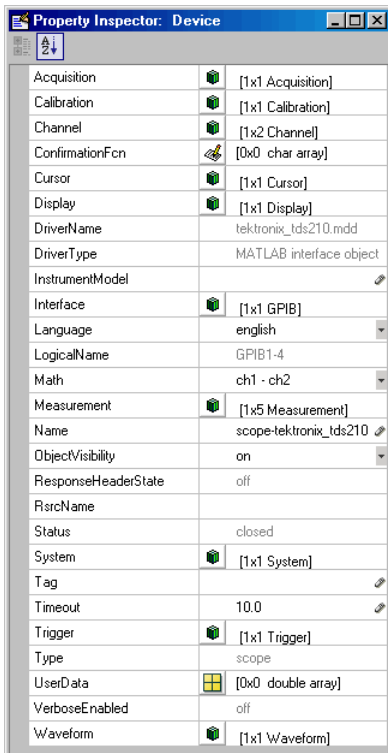 Property Inspector: Device
Acquisition [1x1 Acquisition]
Calibration [1x1 Calibration]
Channel [1x2 Channel]
ConfirmationFcn [0x0 char array]
Cursor [1x1 Cursor]
Display [1x1 Display]
DriverName tektronix_tds210.mdd
DriverType MATLAB interface object
InstrumentModel
Interface [1x1 GPIB]
Language english
LogicalName GPIB1-4
Math ch1 - ch2
Measurement [1x5 Measurement]
Name scope-tektronix_tds210
ObjectVisibility on
ResponseHeaderState off
RsrcName
Status closed
System [1x1 System]
Tag
Timeout 10.0
Trigger [1x1 Trigger]
Type scope
UserData [0x0 double array]
VerboseEnabled off
Waveform [1x1 Waveform]